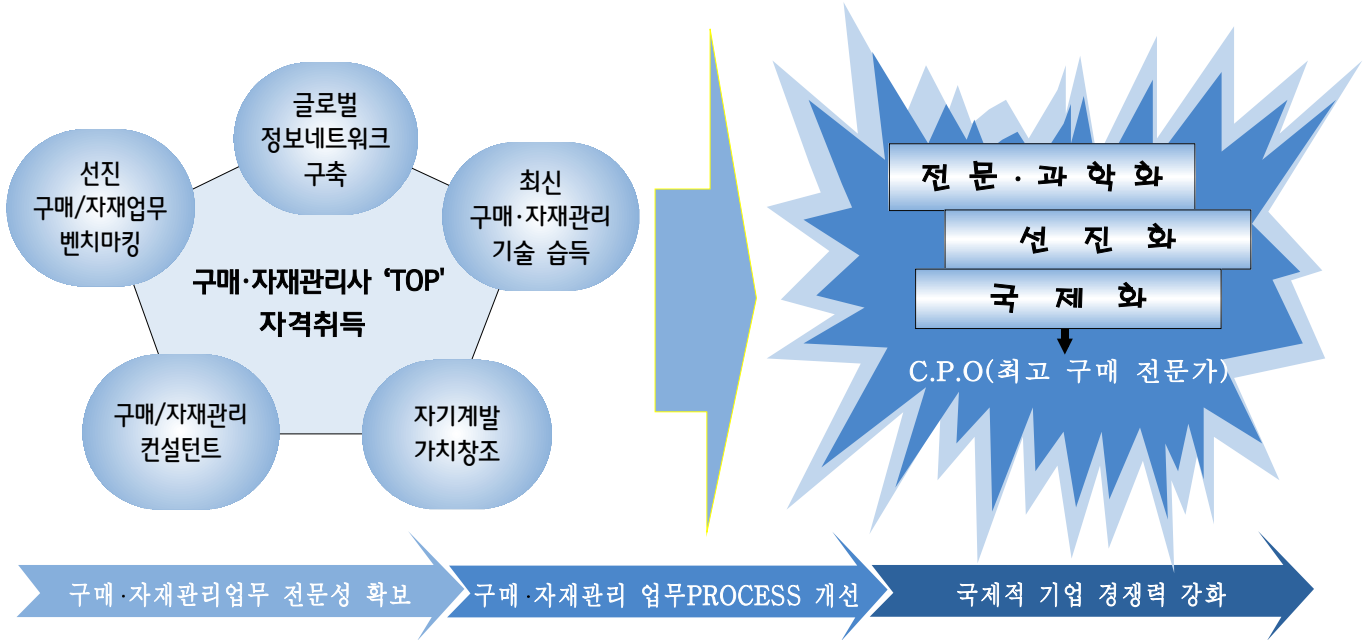 글로벌
정보네트워크
구축
선진
구매/자재업무
벤치마킹
최신
구매·자재관리
기술 습득
구매·자재관리사 ‘TOP'
자격취득
구매/자재관리
컨설턴트
자기계발
가치창조
전 문 · 과 학 화
선 진 화
국 제 화
C.P.O(최고 구매 전문가)
구매·자재관리업무 전문성 확보
구매·자재관리 업무PROCESS 개선
국제적 기업 경쟁력 강화